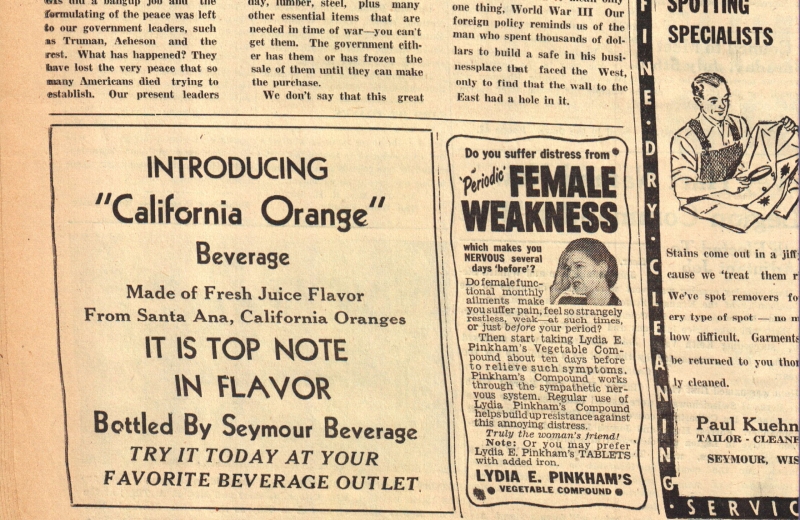 did a bangup job and the
formulating of the peace was left
to our government leaders, such
as Truman, Acheson and the
rest. What has happened? They
have lost the very peace that so
many Americans died trying to
establish. Our present leaders
day, lumber, steel, plus many
other essential items that are
needed in time of war—you can't
get them. The government eith-
er has them or has frozen the
sale of them until they can make
the purchase.
We don't say that this great
one thing, World War III Our
foreign policy reminds us of the
man who spent thousands of dol-
lars to build a safe in his busi-
nessplace that faced the West,
only to find that the wall to the
East had a hole in it.
INTRODUCING
"California Orange"
Beverage
Made of Fresh Juice Flavor
From Santa Ana, California Oranges
IT IS TOP NOTE
IN FLAVOR
Bottled By Seymour Beverage
TRY IT TODAY AT YOUR
FAVORITE BEVERAGE OUTLET
Do you suffer distress from
'Periodic' FEMALE
WEAKNESS
which makes you
NERVOUS several
days 'before'?
Do female func-
tional monthly
ailments make
you suffer pain, feel so strangely
restless, weak—at such times,
or just before your period?
Then start taking Lydia E.
Pinkham's Vegetable Com-
pound about ten days before
to relieve such symptoms.
Pinkham's Compound works
through the sympathetic ner-
vous system. Regular use of
Lydia Pinkham's Compound
helps build up resistance against
this annoying distress.
Truly the woman's friend!
Note: Or you may prefer
Lydia E. Pinkham's TABLETS
with added iron.
LYDIA E. PINKHAM'S
VEGETABLE COMPOUND
FINE · DRY · CLEANING
· SERVIC
SPOTTING
SPECIALISTS
Stains come out in a jiff
cause we 'treat them r
We've spot removers fo
ery type of spot — no m
how difficult. Garments
be returned to you tho
ly cleaned.
Paul Kuehn
TAILOR - CLEANE
SEYMOUR, WIS